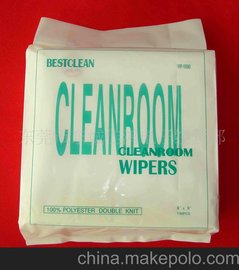 BESTCLEAN
CLEANROOM
CLEANROOM
WIPERS
100% POLYESTER DOUBLE KNIT
china.makepolo.com